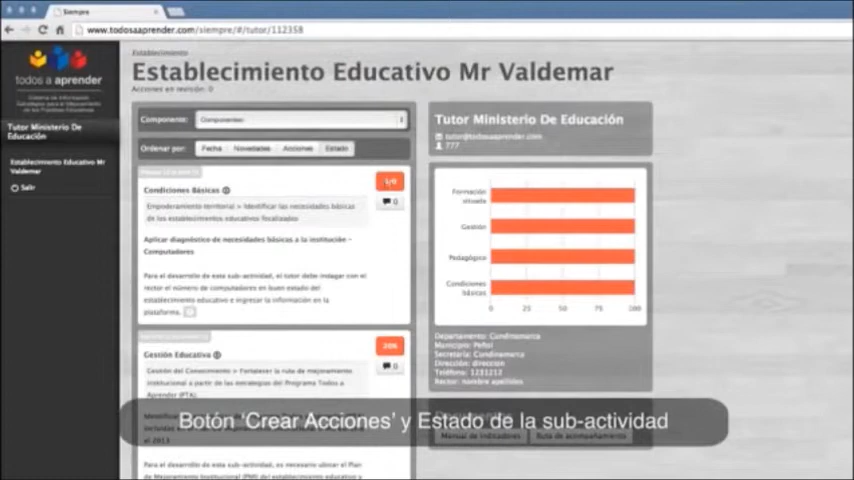 Siempre
www.todosaaprender.com/siempre/#/tutor/112358
todos a aprender
Tutor Ministerio De
Educación
Establecimiento Educativo Mr
Valdemar
Salir
Establecimiento
Establecimiento Educativo Mr Valdemar
Acciones en revisión: 0
Componente:
Componentes
Ordenar por:
Fecha
Novedades
Acciones
Estado
Condiciones Básicas
0
Empoderamiento territorial > Identificar las necesidades básicas
de los establecimientos educativos focalizados
Aplicar diagnóstico de necesidades básicas a la institución -
Computadores
Para el desarrollo de este sub-actividad, el tutor debe indagar con el
rector el número de computadores en buen estado del
establecimiento educativo e ingresar la información en la
plataforma.
Gestión Educativa
20%
0
Gestión del Conocimiento > Fortalecer la ruta de mejoramiento
institucional a partir de las estrategias del Programa Todos a
Aprender (PTA).
el 2013
Para el desarrollo de esta sub-actividad, es necesario ubicar el Plan
de Mejoramiento Institucional (PMI) del establecimiento educativo y
Tutor Ministerio De Educación
tutor@todosaaprender.com
777
Formación
situada
Gestión
Pedagógico
Condiciones
básicas
0 25 50 75 100
Departamento: Cundinamarca
Municipio: Peñol
Secretaría: Cundinamarca
Dirección: direccion
Teléfono: 1231212
Rector: nombre apellidos
Manual de indicadores
Ruta de acompañamiento
Botón ‘Crear Acciones’ y Estado de la sub-actividad